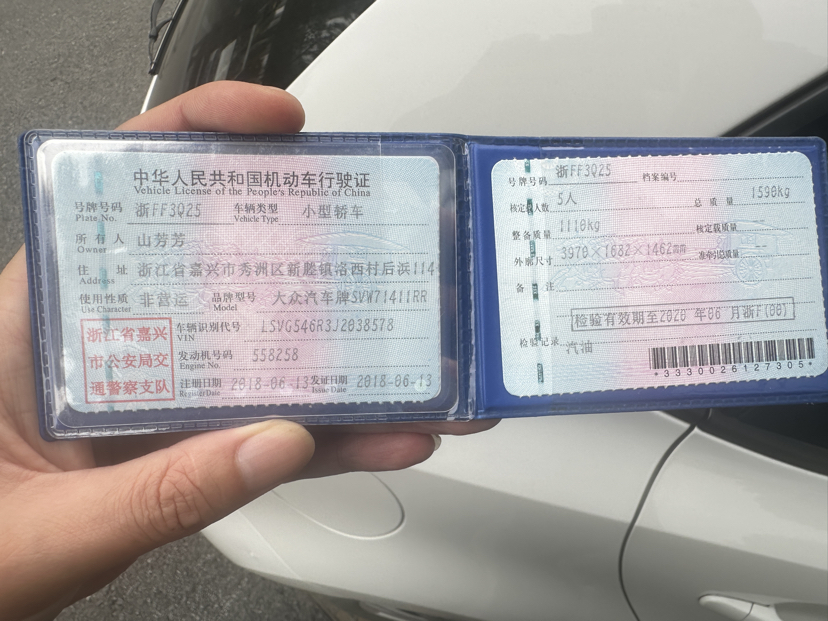 中华人民共和国机动车行驶证
Vehicle License of the People's Republic of China
号牌号码 浙FF3Q25 车辆类型 小型轿车
Plate No. Vehicle Type
所有人 山芳芳
Owner
住址 浙江省嘉兴市秀洲区新塍镇洛西村后浜114
Address
使用性质 非营运 品牌型号 大众汽车牌SVW71411RR
Use Character Model
浙江省嘉兴
市公安局交
通警察支队
车辆识别代号 LSVG546R3J2038578
VIN
发动机号码 558258
Engine No.
注册日期 2018-06-13 发证日期 2018-06-13
Register Date Issue Date
号牌号码 浙FF3Q25 档案编号
核定载人数 5人 总质量 1590kg
整备质量 1110kg 核定载质量 --
外廓尺寸 3970×1682×1462mm 准牵引总质量 --
备注
检验有效期至2020年06月浙F(00)
检验记录 汽油
*3330026127305*